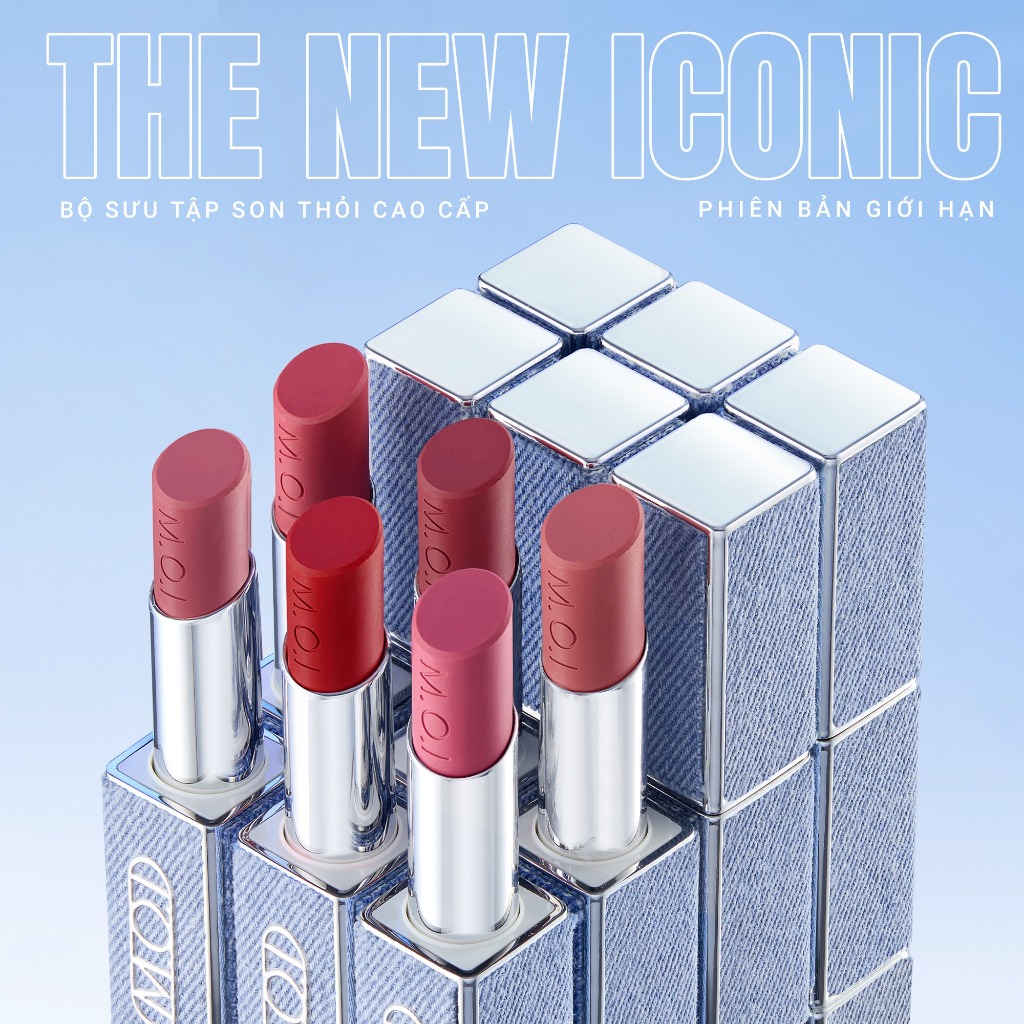 THE NEW ICONIC
BỘ SƯU TẬP SON THỎI CAO CẤP
PHIÊN BẢN GIỚI HẠN
M.O.I
M.O.I
M.O.I
M.O.I
M.O.I